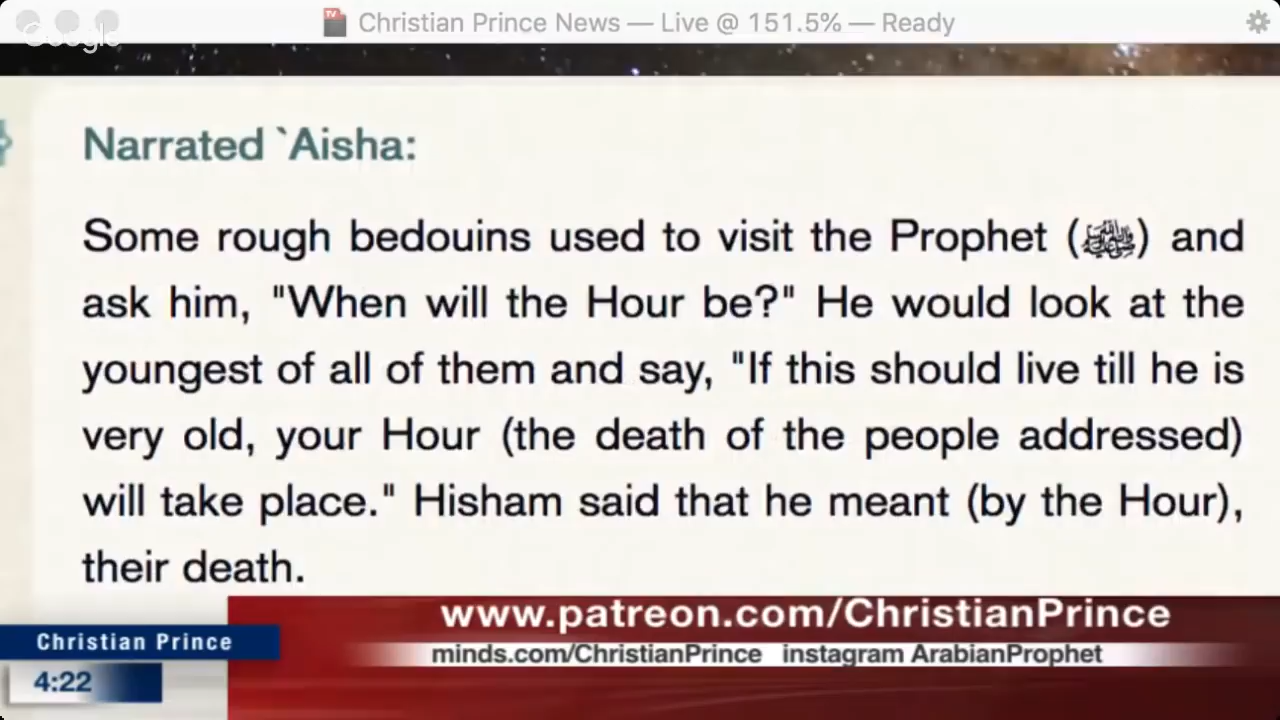 Christian Prince News — Live @ 151.5% — Ready
Google
Narrated `Aisha:
Some rough bedouins used to visit the Prophet (ﷺ) and
ask him, "When will the Hour be?" He would look at the
youngest of all of them and say, "If this should live till he is
very old, your Hour (the death of the people addressed)
will take place." Hisham said that he meant (by the Hour),
their death.
www.patreon.com/ChristianPrince
Christian Prince
minds.com/ChristianPrince instagram ArabianProphet
4:22